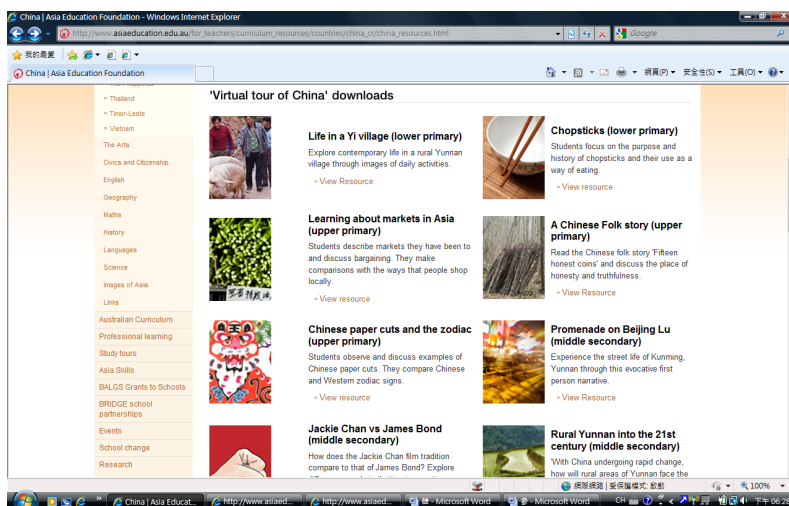 China | Asia Education Foundation - Windows Internet Explorer
http://www.asiaeducation.edu.au/for_teachers/curriculum_resources/countries/china_cr/china_resources.html
Google
我的最愛
China | Asia Education Foundation
網頁(P)
安全性(S)
工具(O)
» Thailand
» Timor-Leste
» Vietnam
The Arts
Civics and Citizenship
English
Geography
Maths
History
Languages
Science
Images of Asia
Links
Australian Curriculum
Professional learning
Study tours
Asia Skills
BALGS Grants to Schools
BRIDGE school
partnerships
Events
School change
Research
'Virtual tour of China' downloads
Life in a Yi village (lower primary)
Explore contemporary life in a rural Yunnan
village through images of daily activities.
» View Resource
Chopsticks (lower primary)
Students focus on the purpose and
history of chopsticks and their use as a
way of eating.
» View resource
Learning about markets in Asia
(upper primary)
Students describe markets they have been to
and discuss bargaining. They make
comparisons with the ways that people shop
locally.
» View resource
A Chinese Folk story (upper
primary)
Read the Chinese folk story 'Fifteen
honest coins' and discuss the place of
honesty and truthfulness.
» View Resource
Chinese paper cuts and the zodiac
(upper primary)
Students observe and discuss examples of
Chinese paper cuts. They compare Chinese
and Western zodiac signs.
» View resource
Promenade on Beijing Lu
(middle secondary)
Experience the street life of Kunming,
Yunnan through this evocative first
person narrative.
» View Resource
Jackie Chan vs James Bond
(middle secondary)
How does the Jackie Chan film tradition
compare to that of James Bond? Explore
Rural Yunnan into the 21st
century (middle secondary)
'With China undergoing rapid change,
how will rural areas of Yunnan face the
網際網路 | 受保護模式: 啟動
100%
China | Asia Educat...
http://www.asiaed...
http://www.asiaed...
- Microsoft Word
- Microsoft Word
CH
下午 06:28